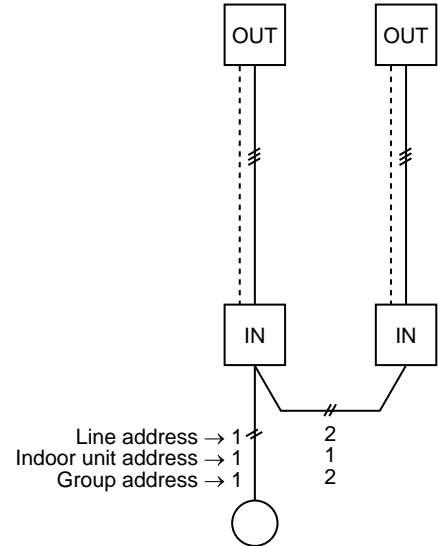 OUT OUT
IN IN
Line address → 1 2
Indoor unit address → 1 1
Group address → 1 2